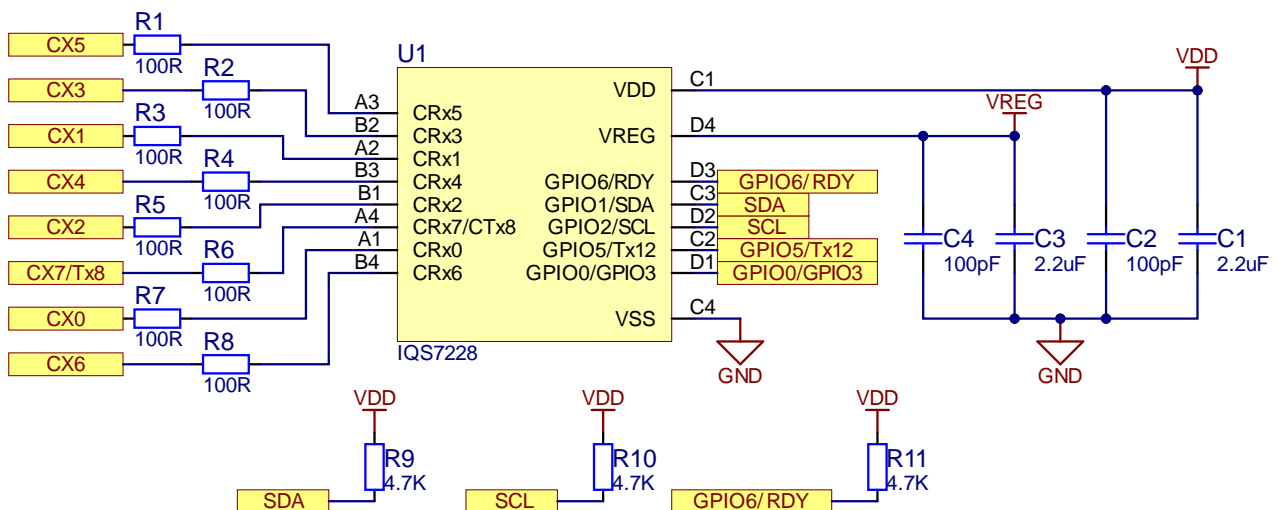 R1
CX5
100R
R2
CX3
100R
R3
CX1
100R
R4
CX4
100R
R5
CX2
100R
R6
CX7/Tx8
100R
R7
CX0
100R
R8
CX6
100R
U1
A3 CRx5
B2 CRx3
A2 CRx1
B3 CRx4
B1 CRx2
A4 CRx7/CTx8
A1 CRx0
B4 CRx6
VDD C1
VREG D4
GPIO6/RDY D3 GPIO6/RDY
GPIO1/SDA C3 SDA
GPIO2/SCL D2 SCL
GPIO5/Tx12 C2 GPIO5/Tx12
GPIO0/GPIO3 D1 GPIO0/GPIO3
VSS C4
IQS7228
GND
VDD
VREG
C4
100pF
C3
2.2uF
C2
100pF
C1
2.2uF
GND
VDD
R9
4.7K
SDA
VDD
R10
4.7K
SCL
VDD
R11
4.7K
GPIO6/RDY